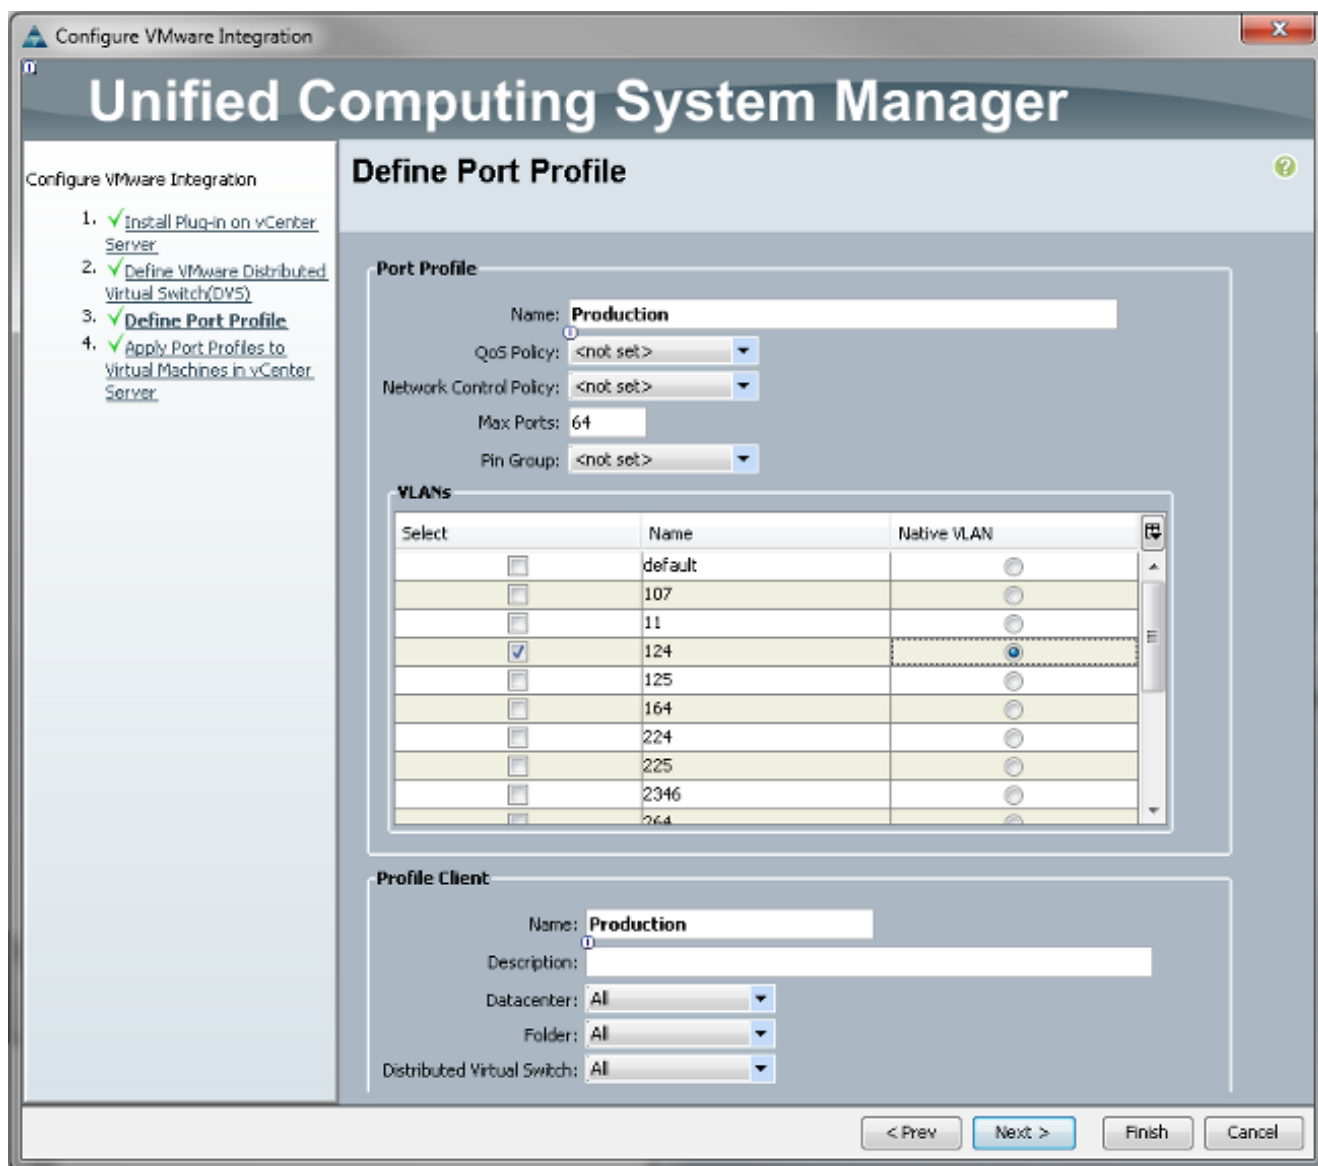 Configure VMware Integration
Unified Computing System Manager
Configure VMware Integration
1. Install Plug-in on vCenter
Server
2. Define VMware Distributed
Virtual Switch(DVS)
3. Define Port Profile
4. Apply Port Profiles to
Virtual Machines in vCenter
Server
Define Port Profile
Port Profile
Name: Production
QoS Policy: <not set>
Network Control Policy: <not set>
Max Ports: 64
Pin Group: <not set>
VLANs
Select Name Native VLAN
default
107
11
124
125
164
224
225
2346
264
Profile Client
Name: Production
Description:
Datacenter: All
Folder: All
Distributed Virtual Switch: All
< Prev Next > Finish Cancel